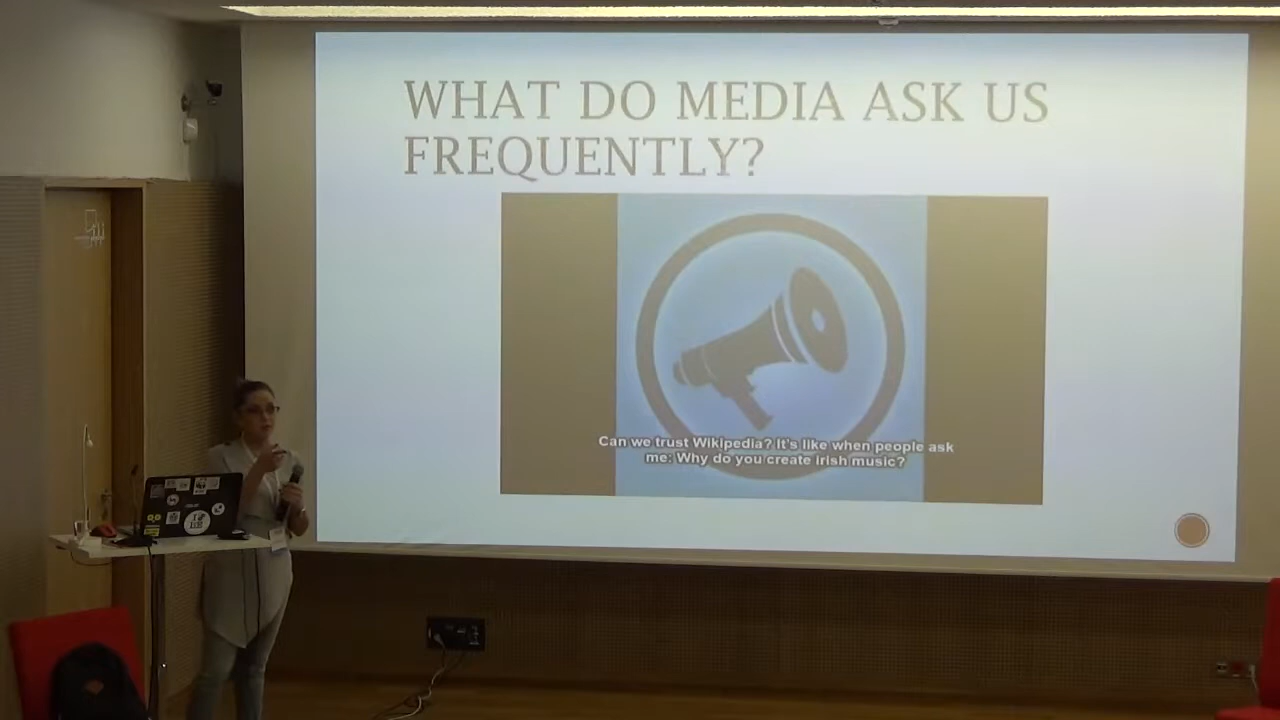 WHAT DO MEDIA ASK US
FREQUENTLY?
Can we trust Wikipedia? It's like when people ask
me: Why do you create irish music?